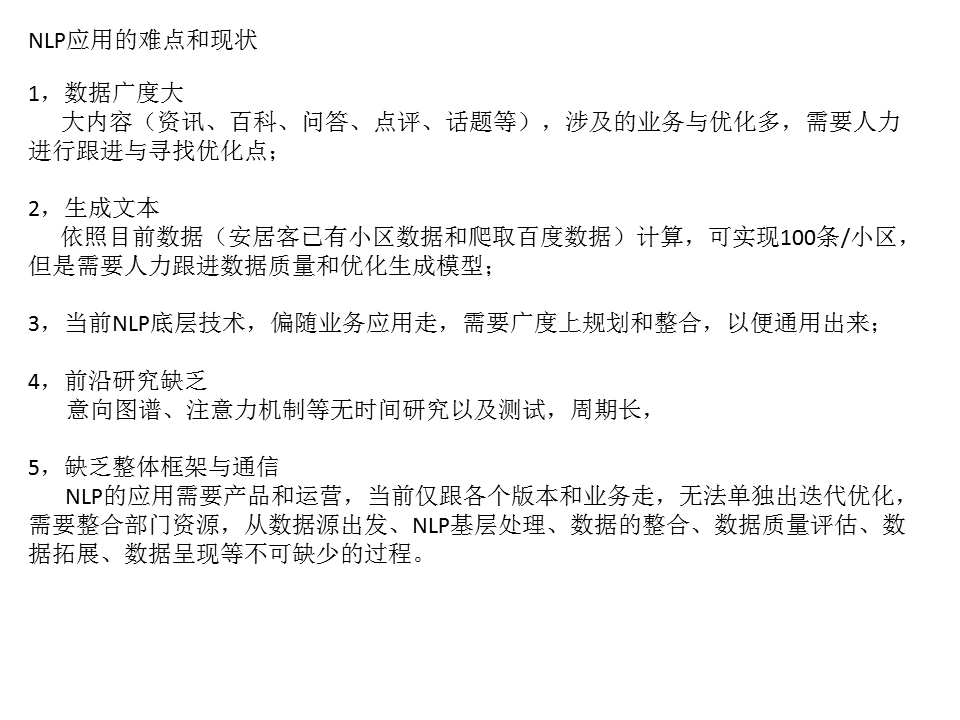 NLP应用的难点和现状
1，数据广度大
大内容（资讯、百科、问答、点评、话题等），涉及的业务与优化多，需要人力
进行跟进与寻找优化点；
2，生成文本
依照目前数据（安居客已有小区数据和爬取百度数据）计算，可实现100条/小区，
但是需要人力跟进数据质量和优化生成模型；
3，当前NLP底层技术，偏随业务应用走，需要广度上规划和整合，以便通用出来；
4，前沿研究缺乏
意向图谱、注意力机制等无时间研究以及测试，周期长，
5，缺乏整体框架与通信
NLP的应用需要产品和运营，当前仅跟各个版本和业务走，无法单独出迭代优化，
需要整合部门资源，从数据源出发、NLP基层处理、数据的整合、数据质量评估、数
据拓展、数据呈现等不可缺少的过程。